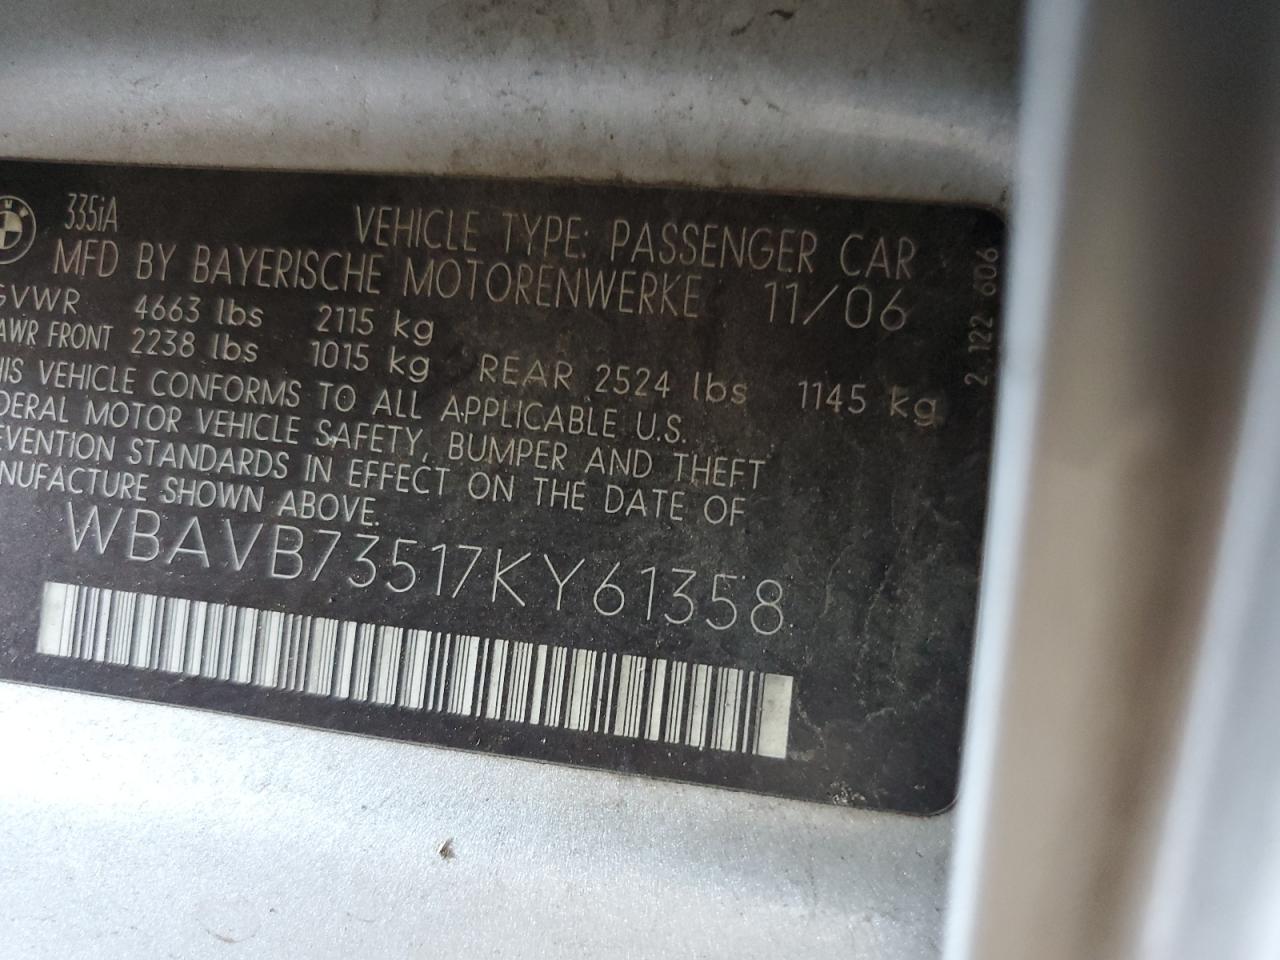 335iA VEHICLE TYPE: PASSENGER CAR
MFD BY BAYERISCHE MOTORENWERKE 11/06
GVWR 4663 lbs 2115 kg
AWR FRONT 2238 lbs 1015 kg REAR 2524 lbs 1145 kg
HIS VEHICLE CONFORMS TO ALL APPLICABLE U.S.
DERAL MOTOR VEHICLE SAFETY, BUMPER AND THEFT
EVENTION STANDARDS IN EFFECT ON THE DATE OF
NUFACTURE SHOWN ABOVE.
WBAVB73517KY61358
2 122 606